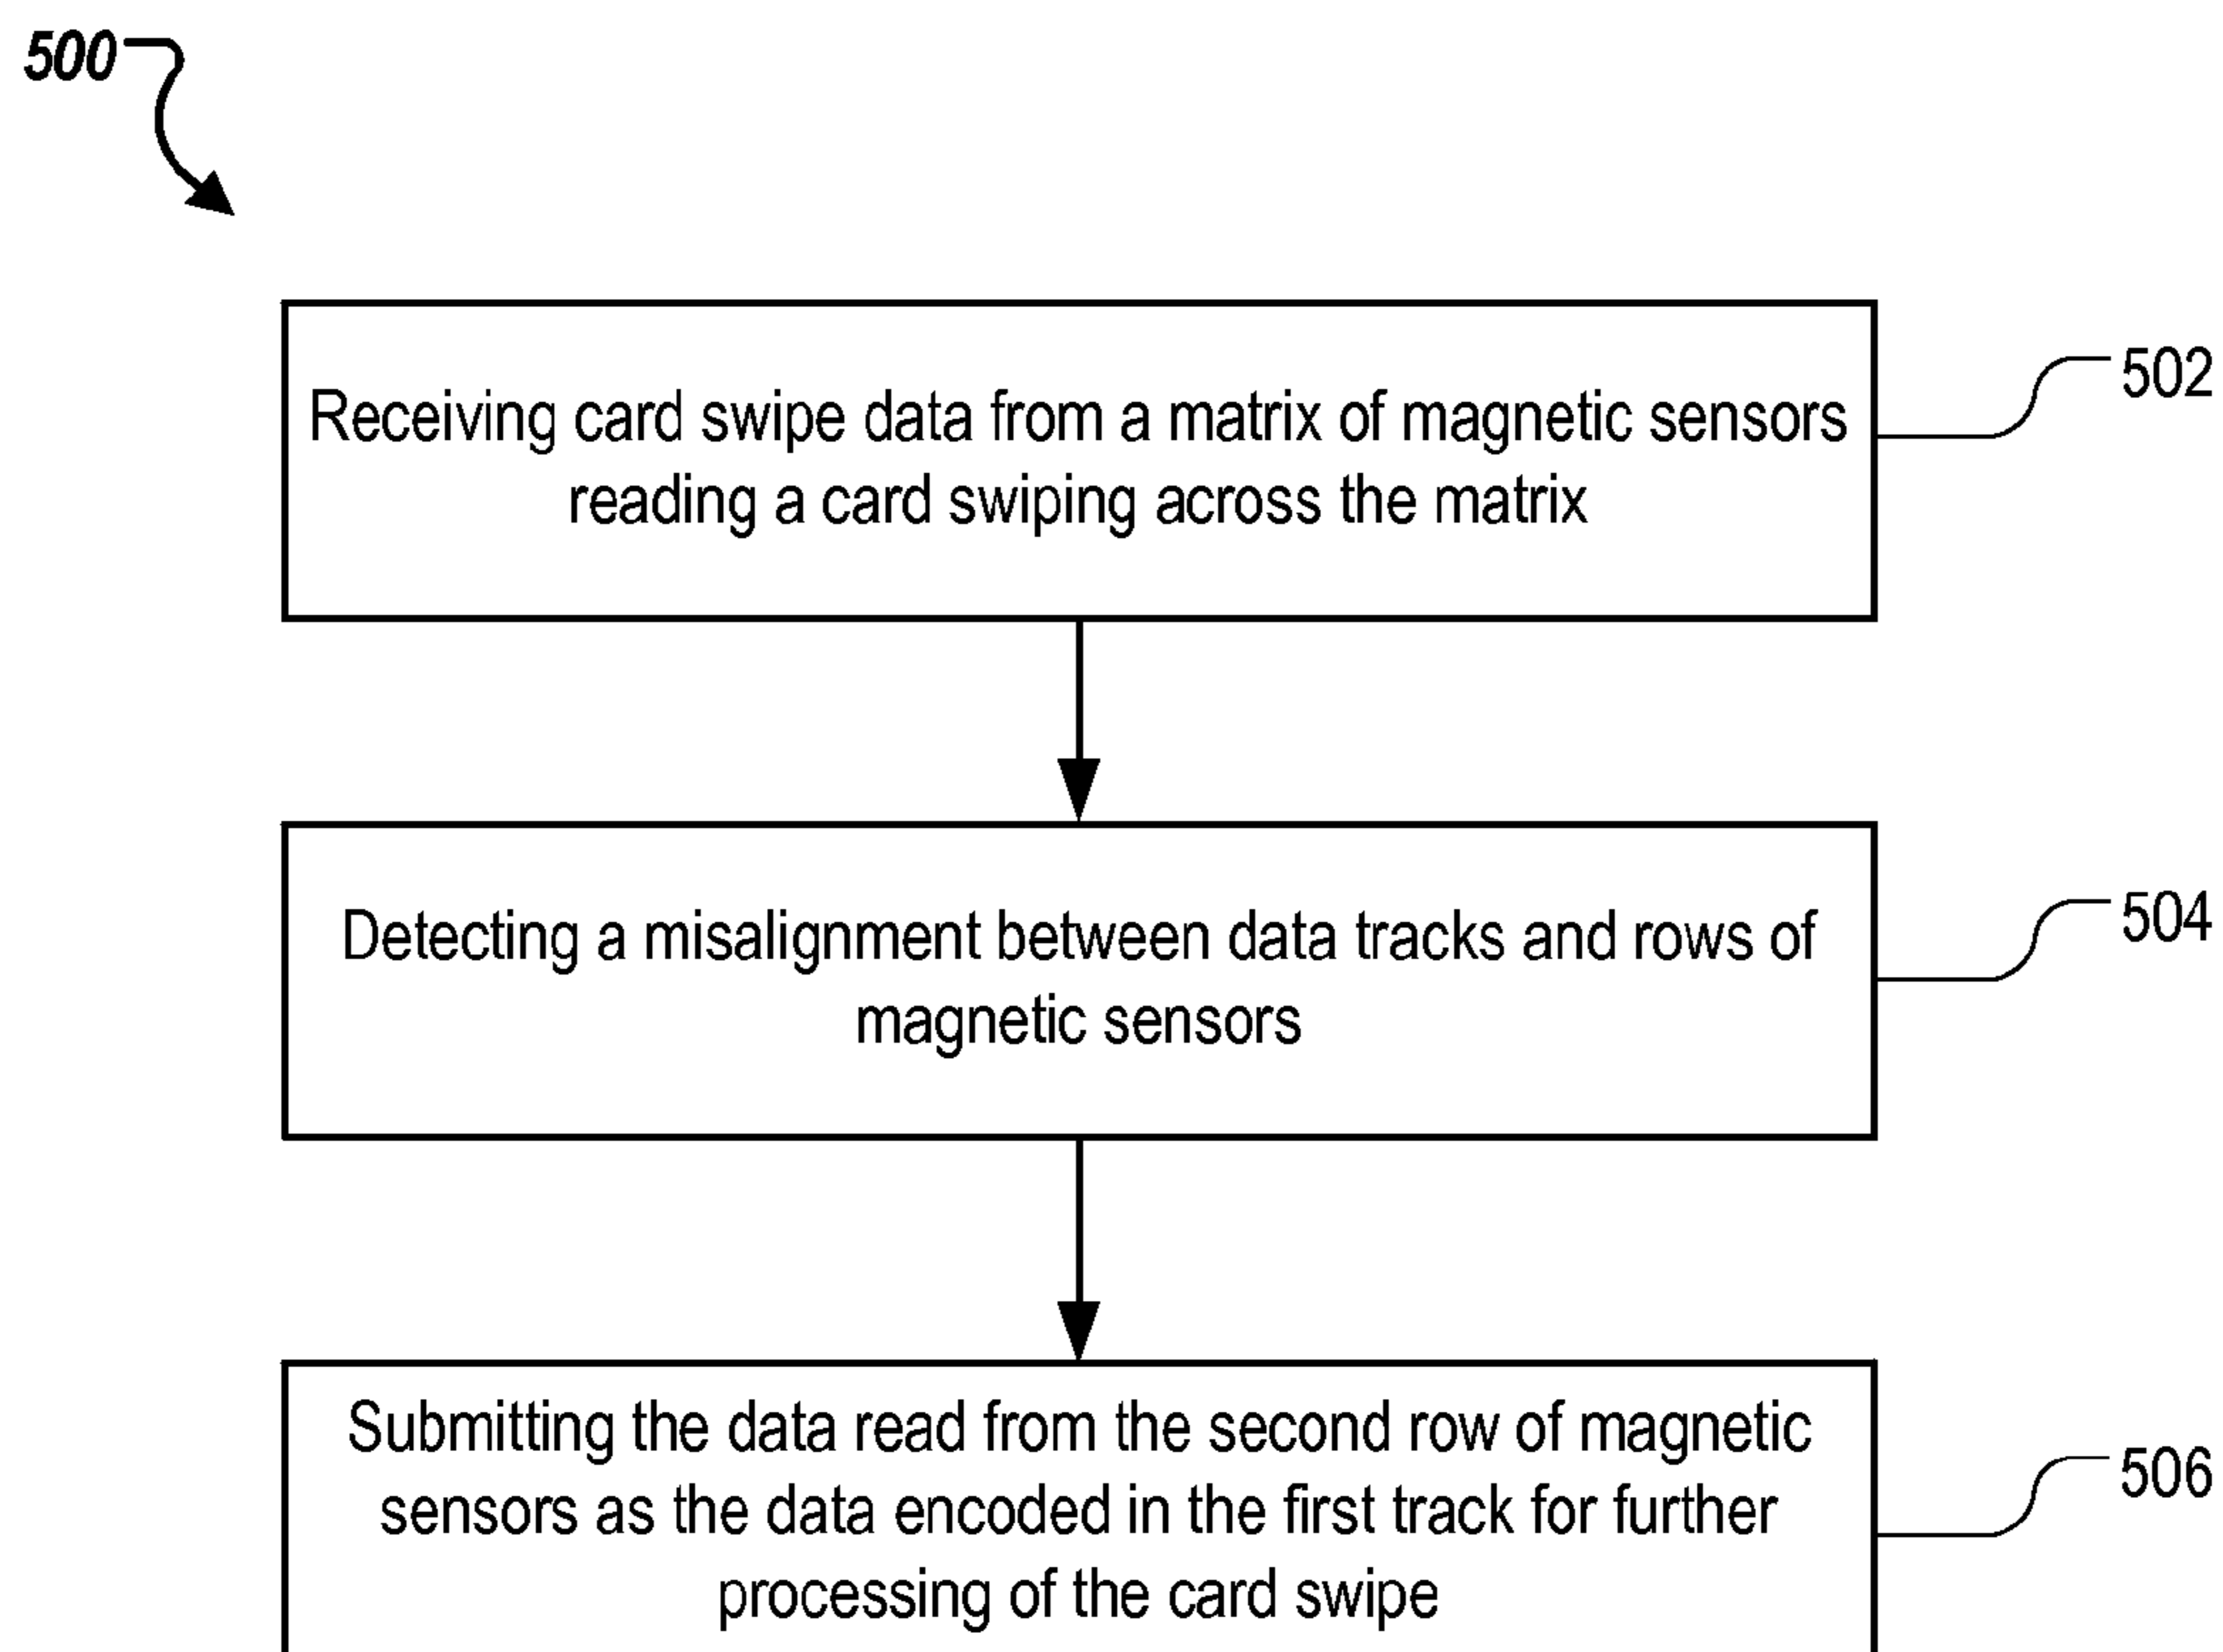 500
Receiving card swipe data from a matrix of magnetic sensors
reading a card swiping across the matrix
502
Detecting a misalignment between data tracks and rows of
magnetic sensors
504
Submitting the data read from the second row of magnetic
sensors as the data encoded in the first track for further
processing of the card swipe
506